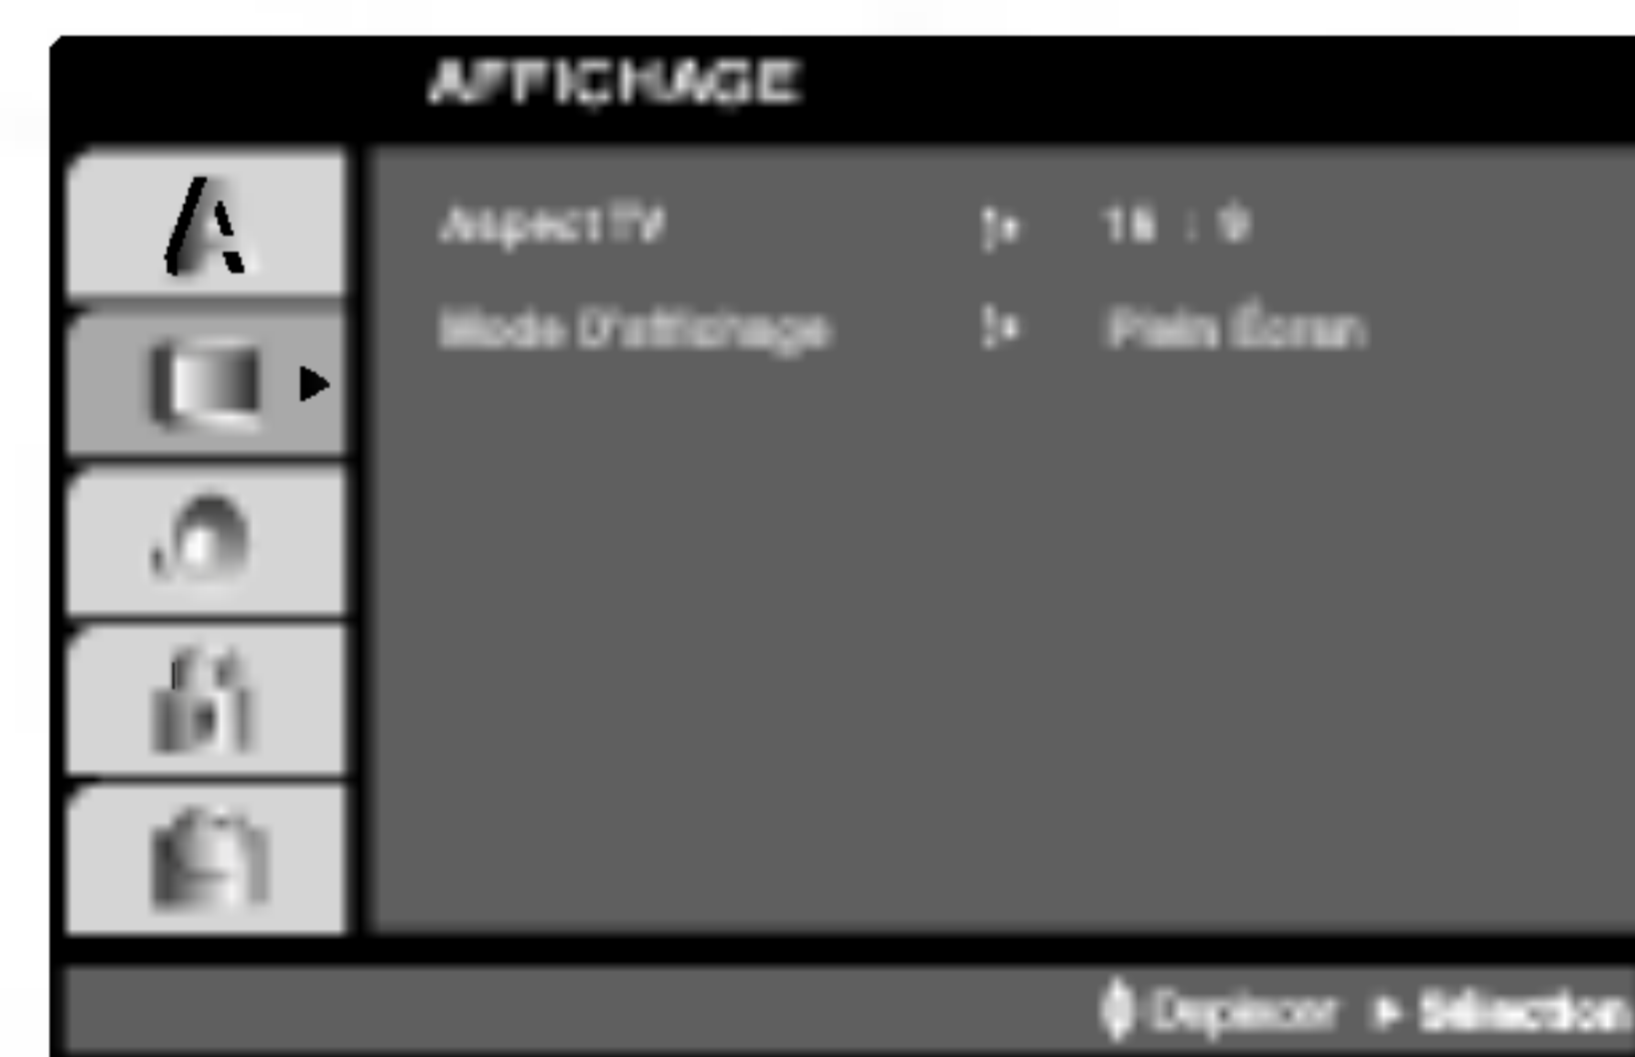 AFFICHAGE
Aspect TV : 16 : 9
Mode D'affichage : Plein Écran
Deplacer Sélection